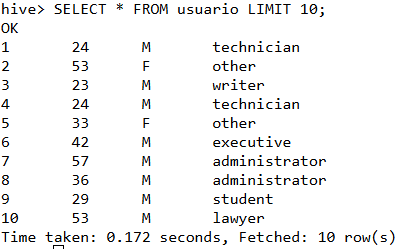 hive> SELECT * FROM usuario LIMIT 10;
OK
1 24 M technician
2 53 F other
3 23 M writer
4 24 M technician
5 33 F other
6 42 M executive
7 57 M administrator
8 36 M administrator
9 29 M student
10 53 M lawyer
Time taken: 0.172 seconds, Fetched: 10 row(s)